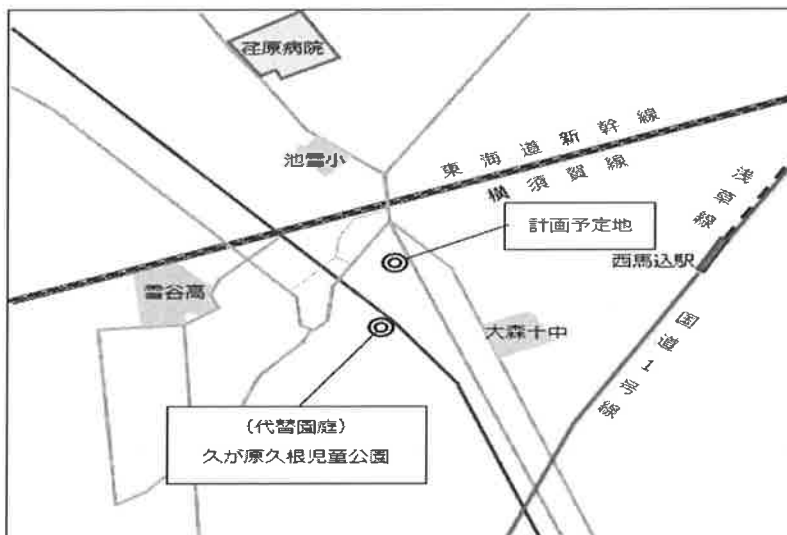 荏原病院
池雪小
東海道新幹線
横須賀線
浅草線
計画予定地
西馬込駅
雪谷高
大森十中
国道1号線
(代替園庭)
久が原久根児童公園